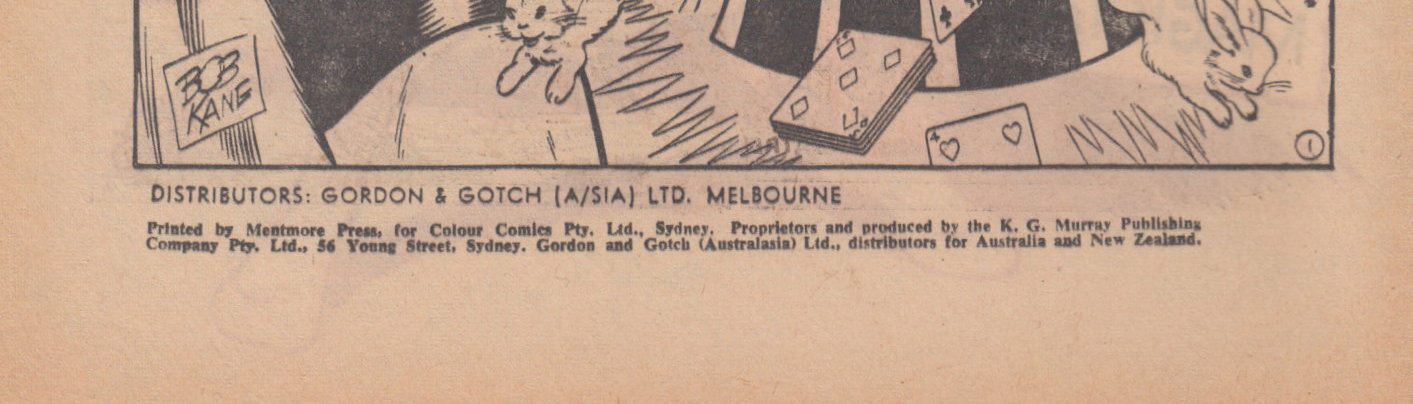 BOB
KANE
1
DISTRIBUTORS: GORDON & GOTCH (A/SIA) LTD. MELBOURNE
Printed by Mentmore Press, for Colour Comics Pty. Ltd., Sydney. Proprietors and produced by the K. G. Murray Publishing
Company Pty. Ltd., 56 Young Street, Sydney. Gordon and Gotch (Australasia) Ltd., distributors for Australia and New Zealand.